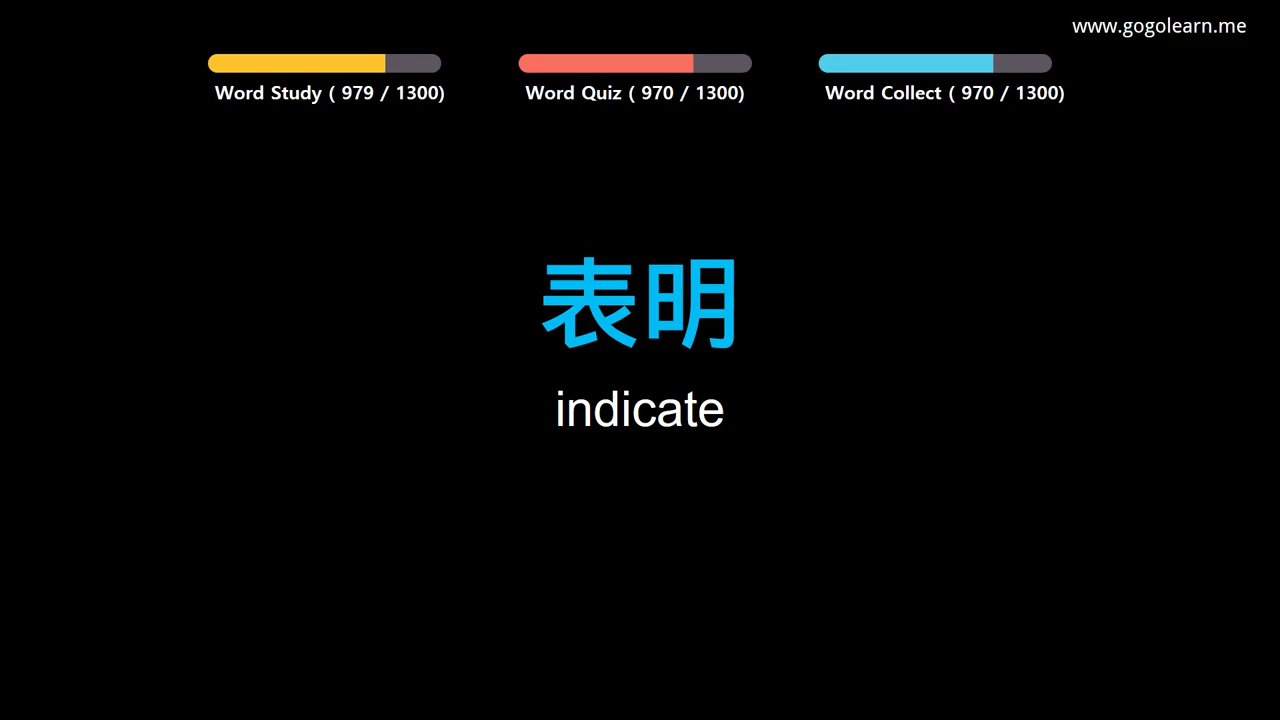 www.gogolearn.me
Word Study ( 979 / 1300)
Word Quiz ( 970 / 1300)
Word Collect ( 970 / 1300)
表明
indicate